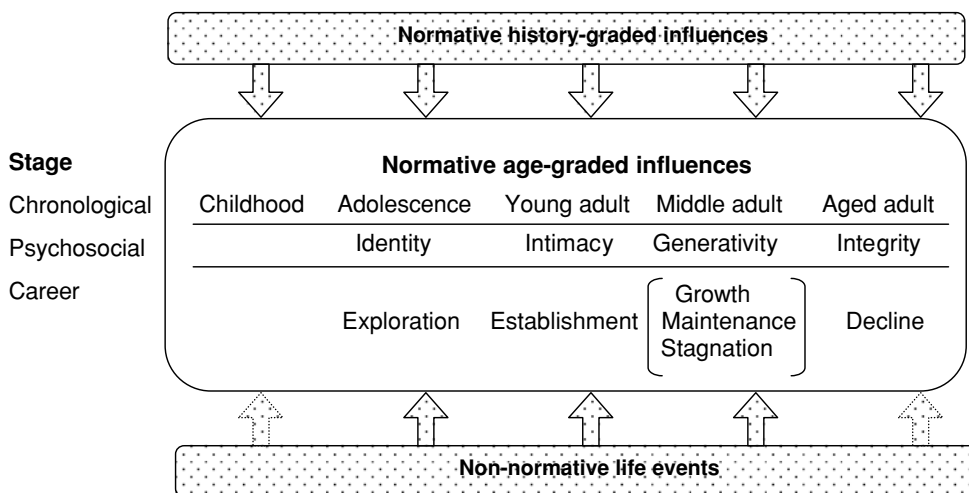 Normative history-graded influences
Stage
Normative age-graded influences
Chronological Childhood Adolescence Young adult Middle adult Aged adult
Psychosocial Identity Intimacy Generativity Integrity
Career
Growth
Exploration Establishment Maintenance Decline
Stagnation
Non-normative life events